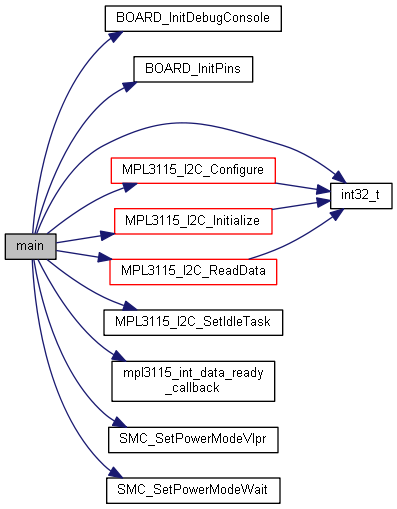 BOARD_InitDebugConsole
BOARD_InitPins
MPL3115_I2C_Configure
int32_t
MPL3115_I2C_Initialize
main
MPL3115_I2C_ReadData
MPL3115_I2C_SetIdleTask
mpl3115_int_data_ready
_callback
SMC_SetPowerModeVlpr
SMC_SetPowerModeWait